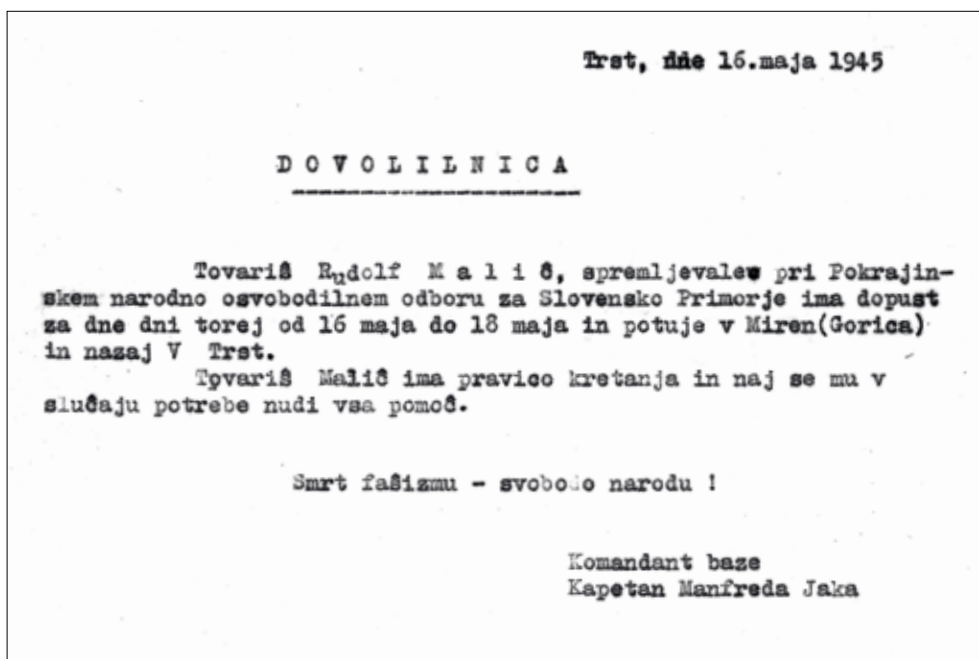 Trst, dne 16.maja 1945
D O V O L I L N I C A
Tovariš Rudolf M a l i č, spremljevalec pri Pokrajin-
skem narodno osvobodilnem odboru za Slovensko Primorje ima dopust
za dne dni torej od 16 maja do 18 maja in potuje v Miren(Gorica)
in nazaj V Trst.
Tovariš Malič ima pravico kretanja in naj se mu v
slučaju potrebe nudi vsa pomoč.
Smrt fašizmu - svobodo narodu !
Komandant baze
Kapetan Manfreda Jaka